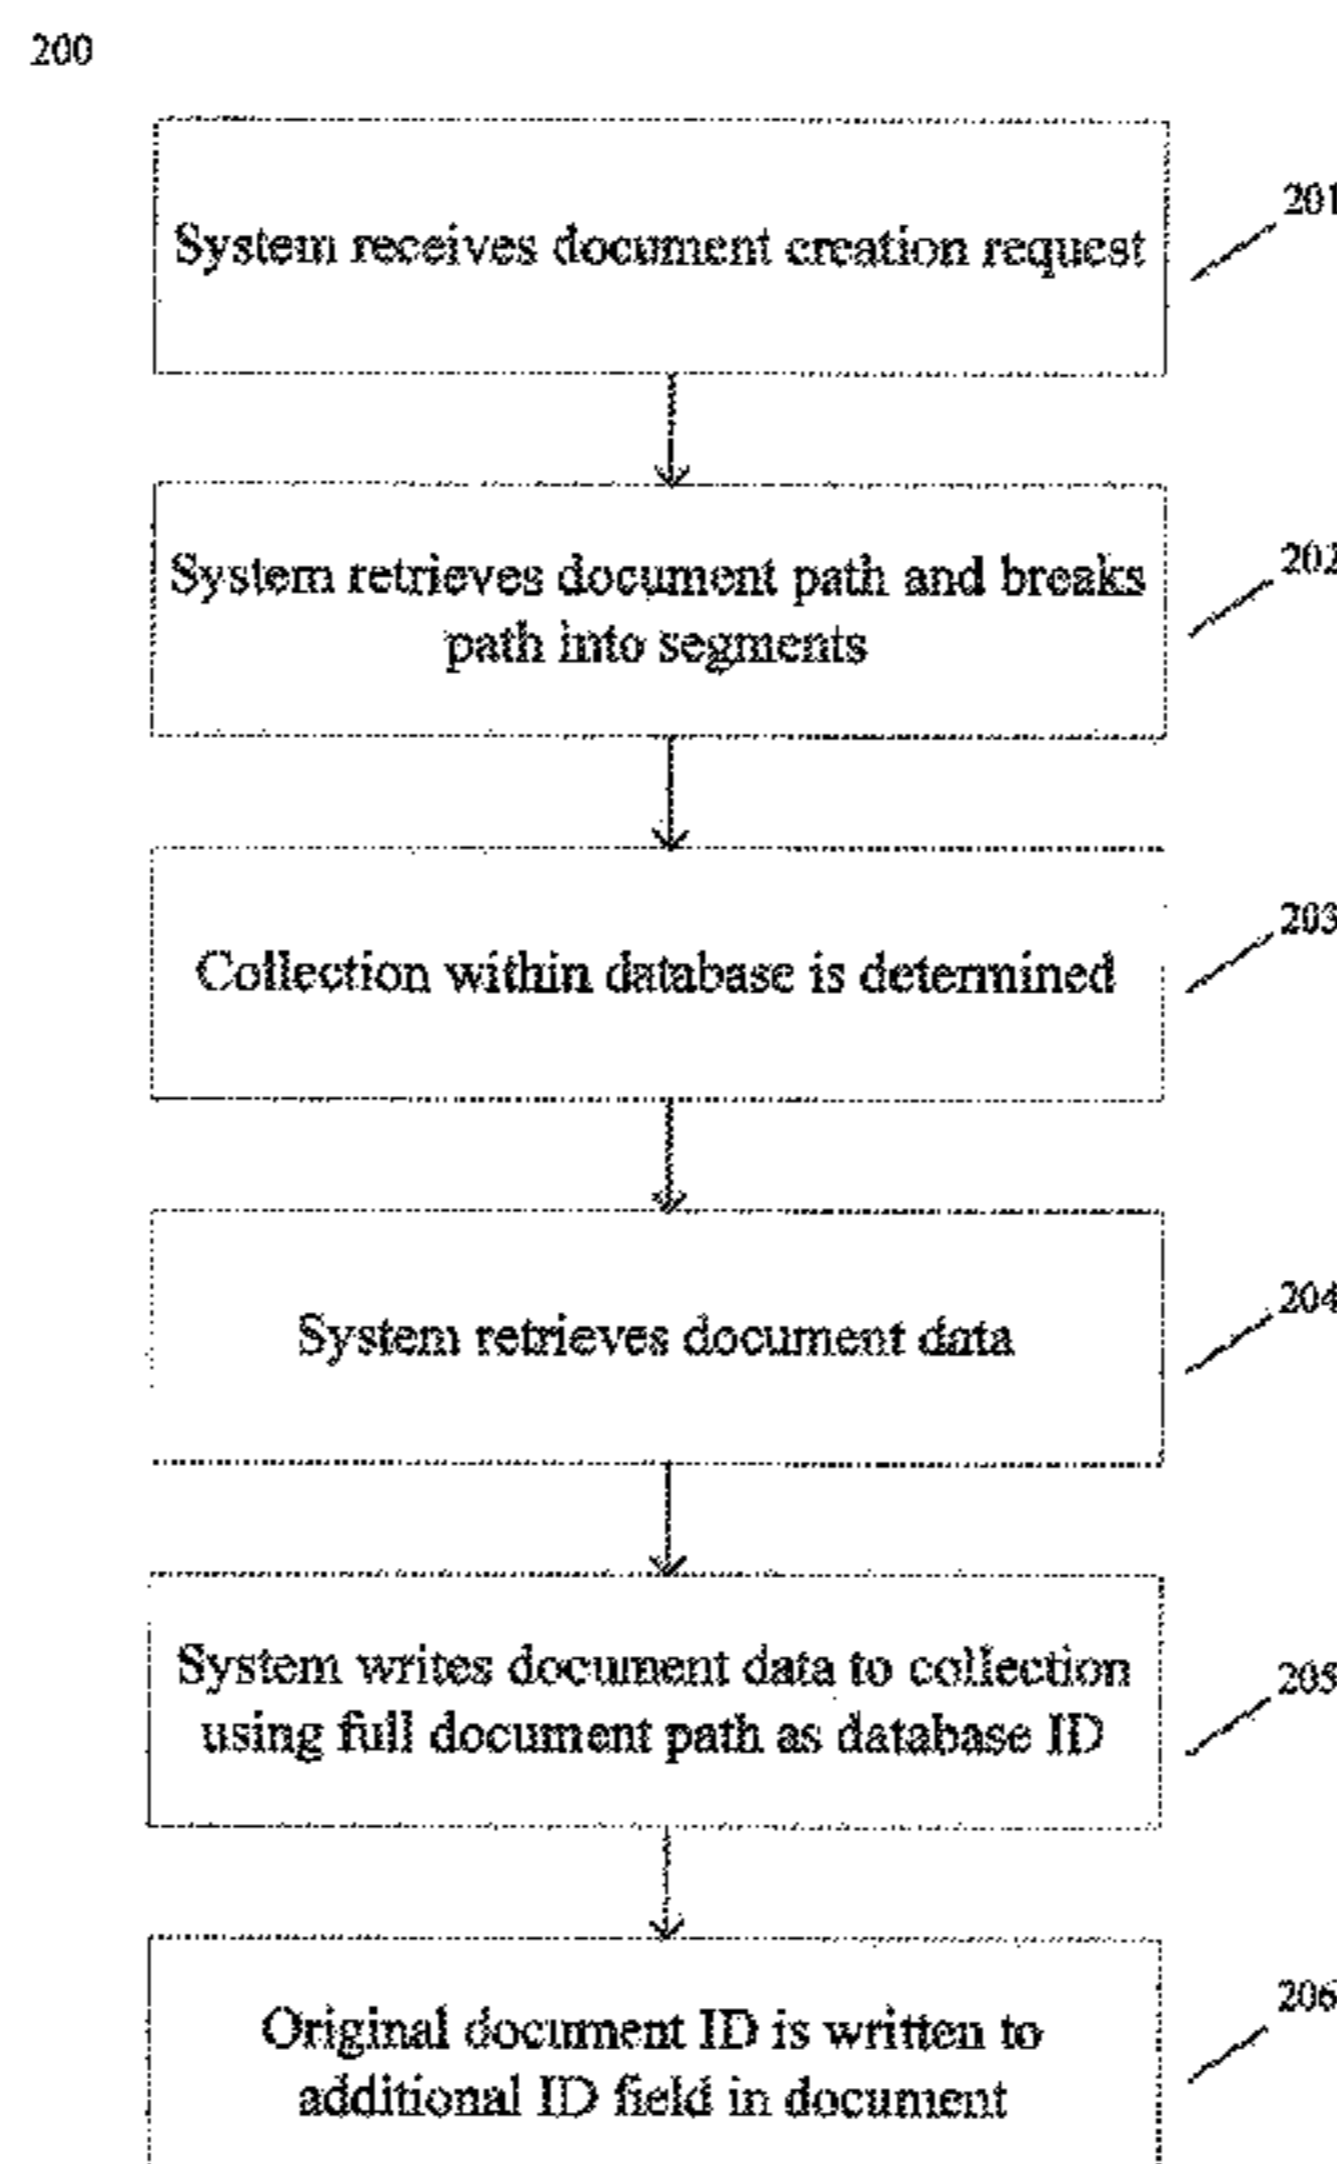 200
System receives document creation request
201
System retrieves document path and breaks
path into segments
202
Collection within database is determined
203
System retrieves document data
204
System writes document data to collection
using full document path as database ID
205
Original document ID is written to
additional ID field in document
206